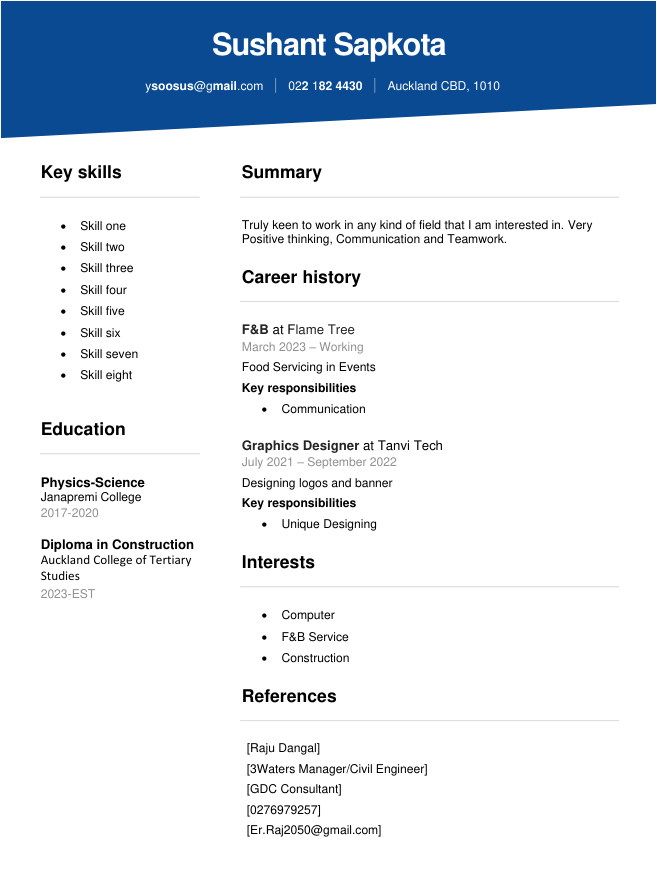 Sushant Sapkota
ysoosus@gmail.com | 022 182 4430 | Auckland CBD, 1010
Key skills
• Skill one
• Skill two
• Skill three
• Skill four
• Skill five
• Skill six
• Skill seven
• Skill eight
Education
Physics-Science
Janapremi College
2017-2020
Diploma in Construction
Auckland College of Tertiary
Studies
2023-EST
Summary
Truly keen to work in any kind of field that I am interested in. Very
Positive thinking, Communication and Teamwork.
Career history
F&B at Flame Tree
March 2023 – Working
Food Servicing in Events
Key responsibilities
• Communication
Graphics Designer at Tanvi Tech
July 2021 – September 2022
Designing logos and banner
Key responsibilities
• Unique Designing
Interests
• Computer
• F&B Service
• Construction
References
[Raju Dangal]
[3Waters Manager/Civil Engineer]
[GDC Consultant]
[0276979257]
[Er.Raj2050@gmail.com]